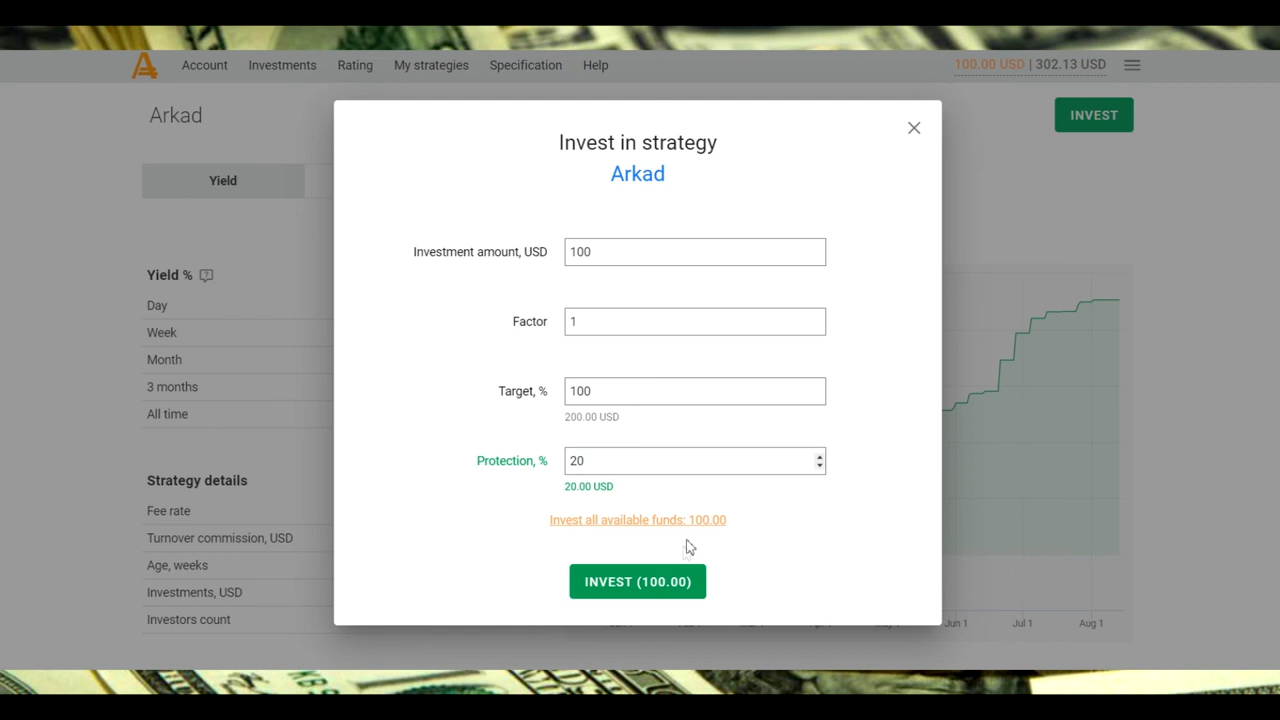 Account Investments Rating My strategies Specification Help 100.00 USD | 302.13 USD
Arkad
INVEST
Yield
Invest in strategy
Arkad
Investment amount, USD 100
Factor 1
Target, % 100
200.00 USD
Protection, % 20
20.00 USD
Invest all available funds: 100.00
INVEST (100.00)
Yield %
Day
Week
Month
3 months
All time
Strategy details
Fee rate
Turnover commission, USD
Age, weeks
Investments, USD
Investors count
Jun 1 Jul 1 Aug 1